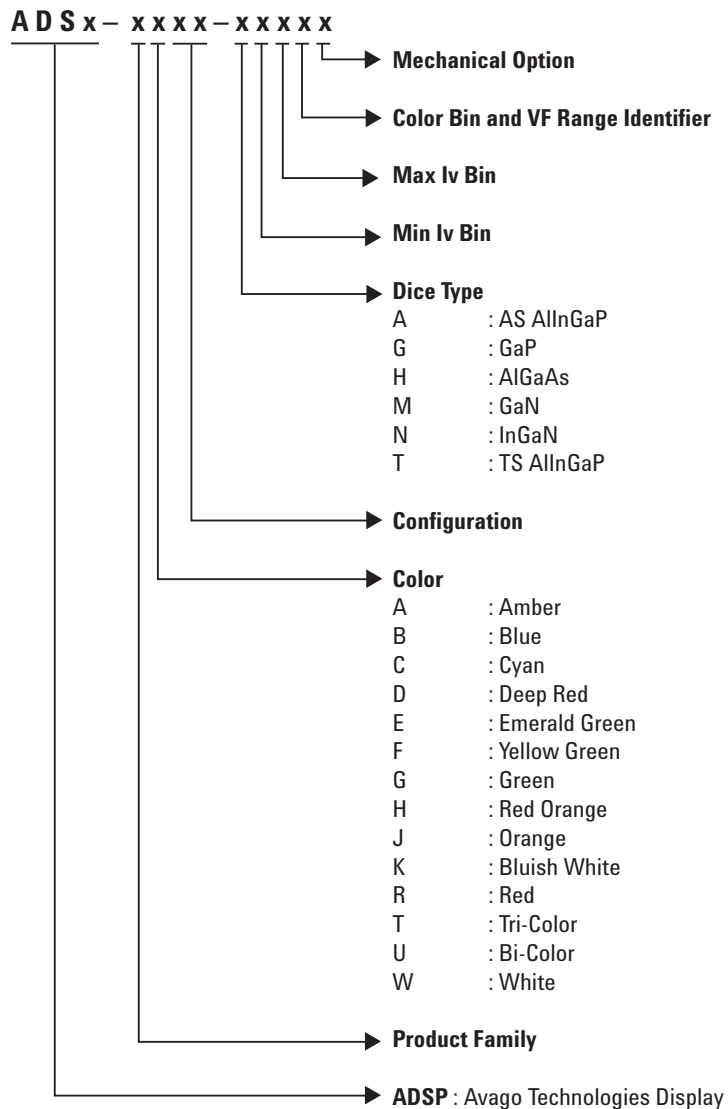 A D S x – x x x x – x x x x x
Mechanical Option
Color Bin and VF Range Identifier
Max Iv Bin
Min Iv Bin
Dice Type
A : AS AlInGaP
G : GaP
H : AlGaAs
M : GaN
N : InGaN
T : TS AlInGaP
Configuration
Color
A : Amber
B : Blue
C : Cyan
D : Deep Red
E : Emerald Green
F : Yellow Green
G : Green
H : Red Orange
J : Orange
K : Bluish White
R : Red
T : Tri-Color
U : Bi-Color
W : White
Product Family
ADSP : Avago Technologies Display